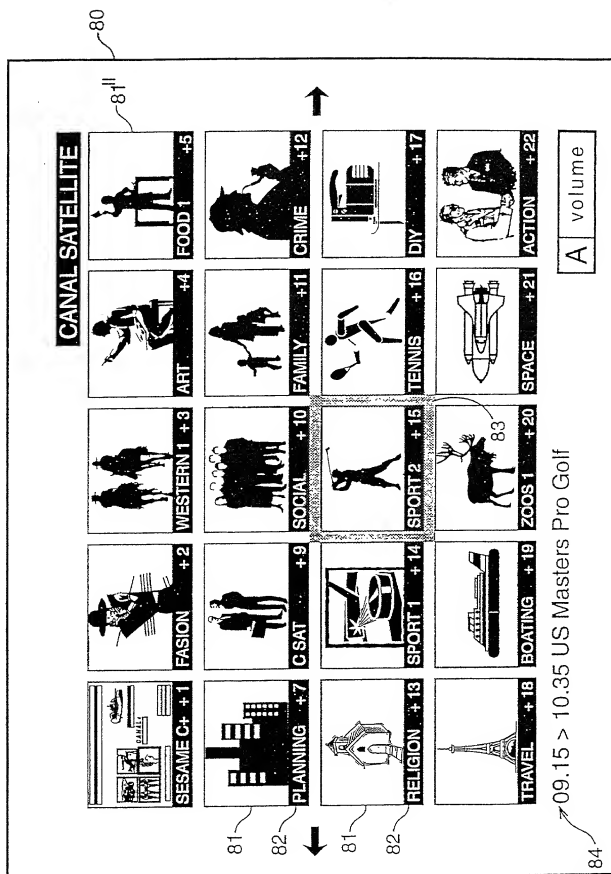 80
CANAL SATELLITE
81"
SESAME C+ +1
FASION +2
WESTERN 1 +3
ART +4
FOOD 1 +5
81
82
PLANNING +7
C SAT +9
SOCIAL +10
FAMILY +11
CRIME +12
81
82
RELIGION +13
SPORT 1 +14
SPORT 2 +15
TENNIS +16
DIY +17
83
TRAVEL +18
BOATING +19
ZOOS 1 +20
SPACE +21
ACTION +22
84
09.15 > 10.35 US Masters Pro Golf
A volume